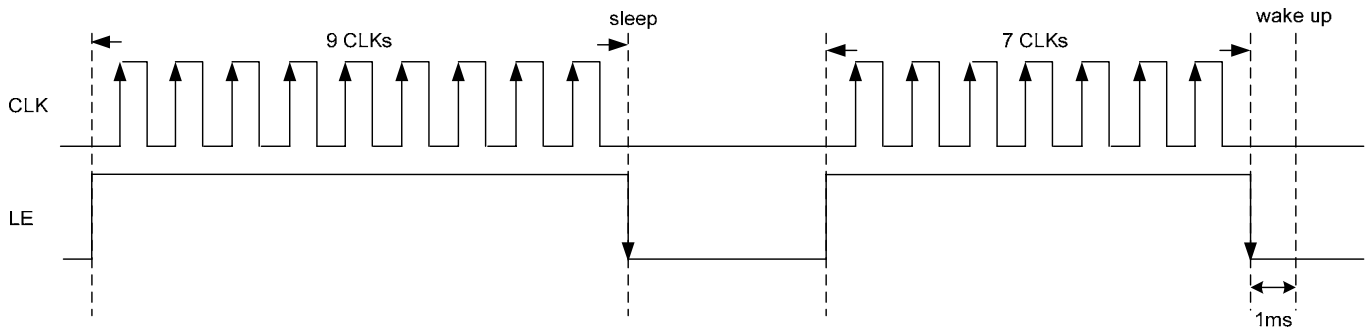 sleep
wake up
9 CLKs
7 CLKs
CLK
LE
1ms